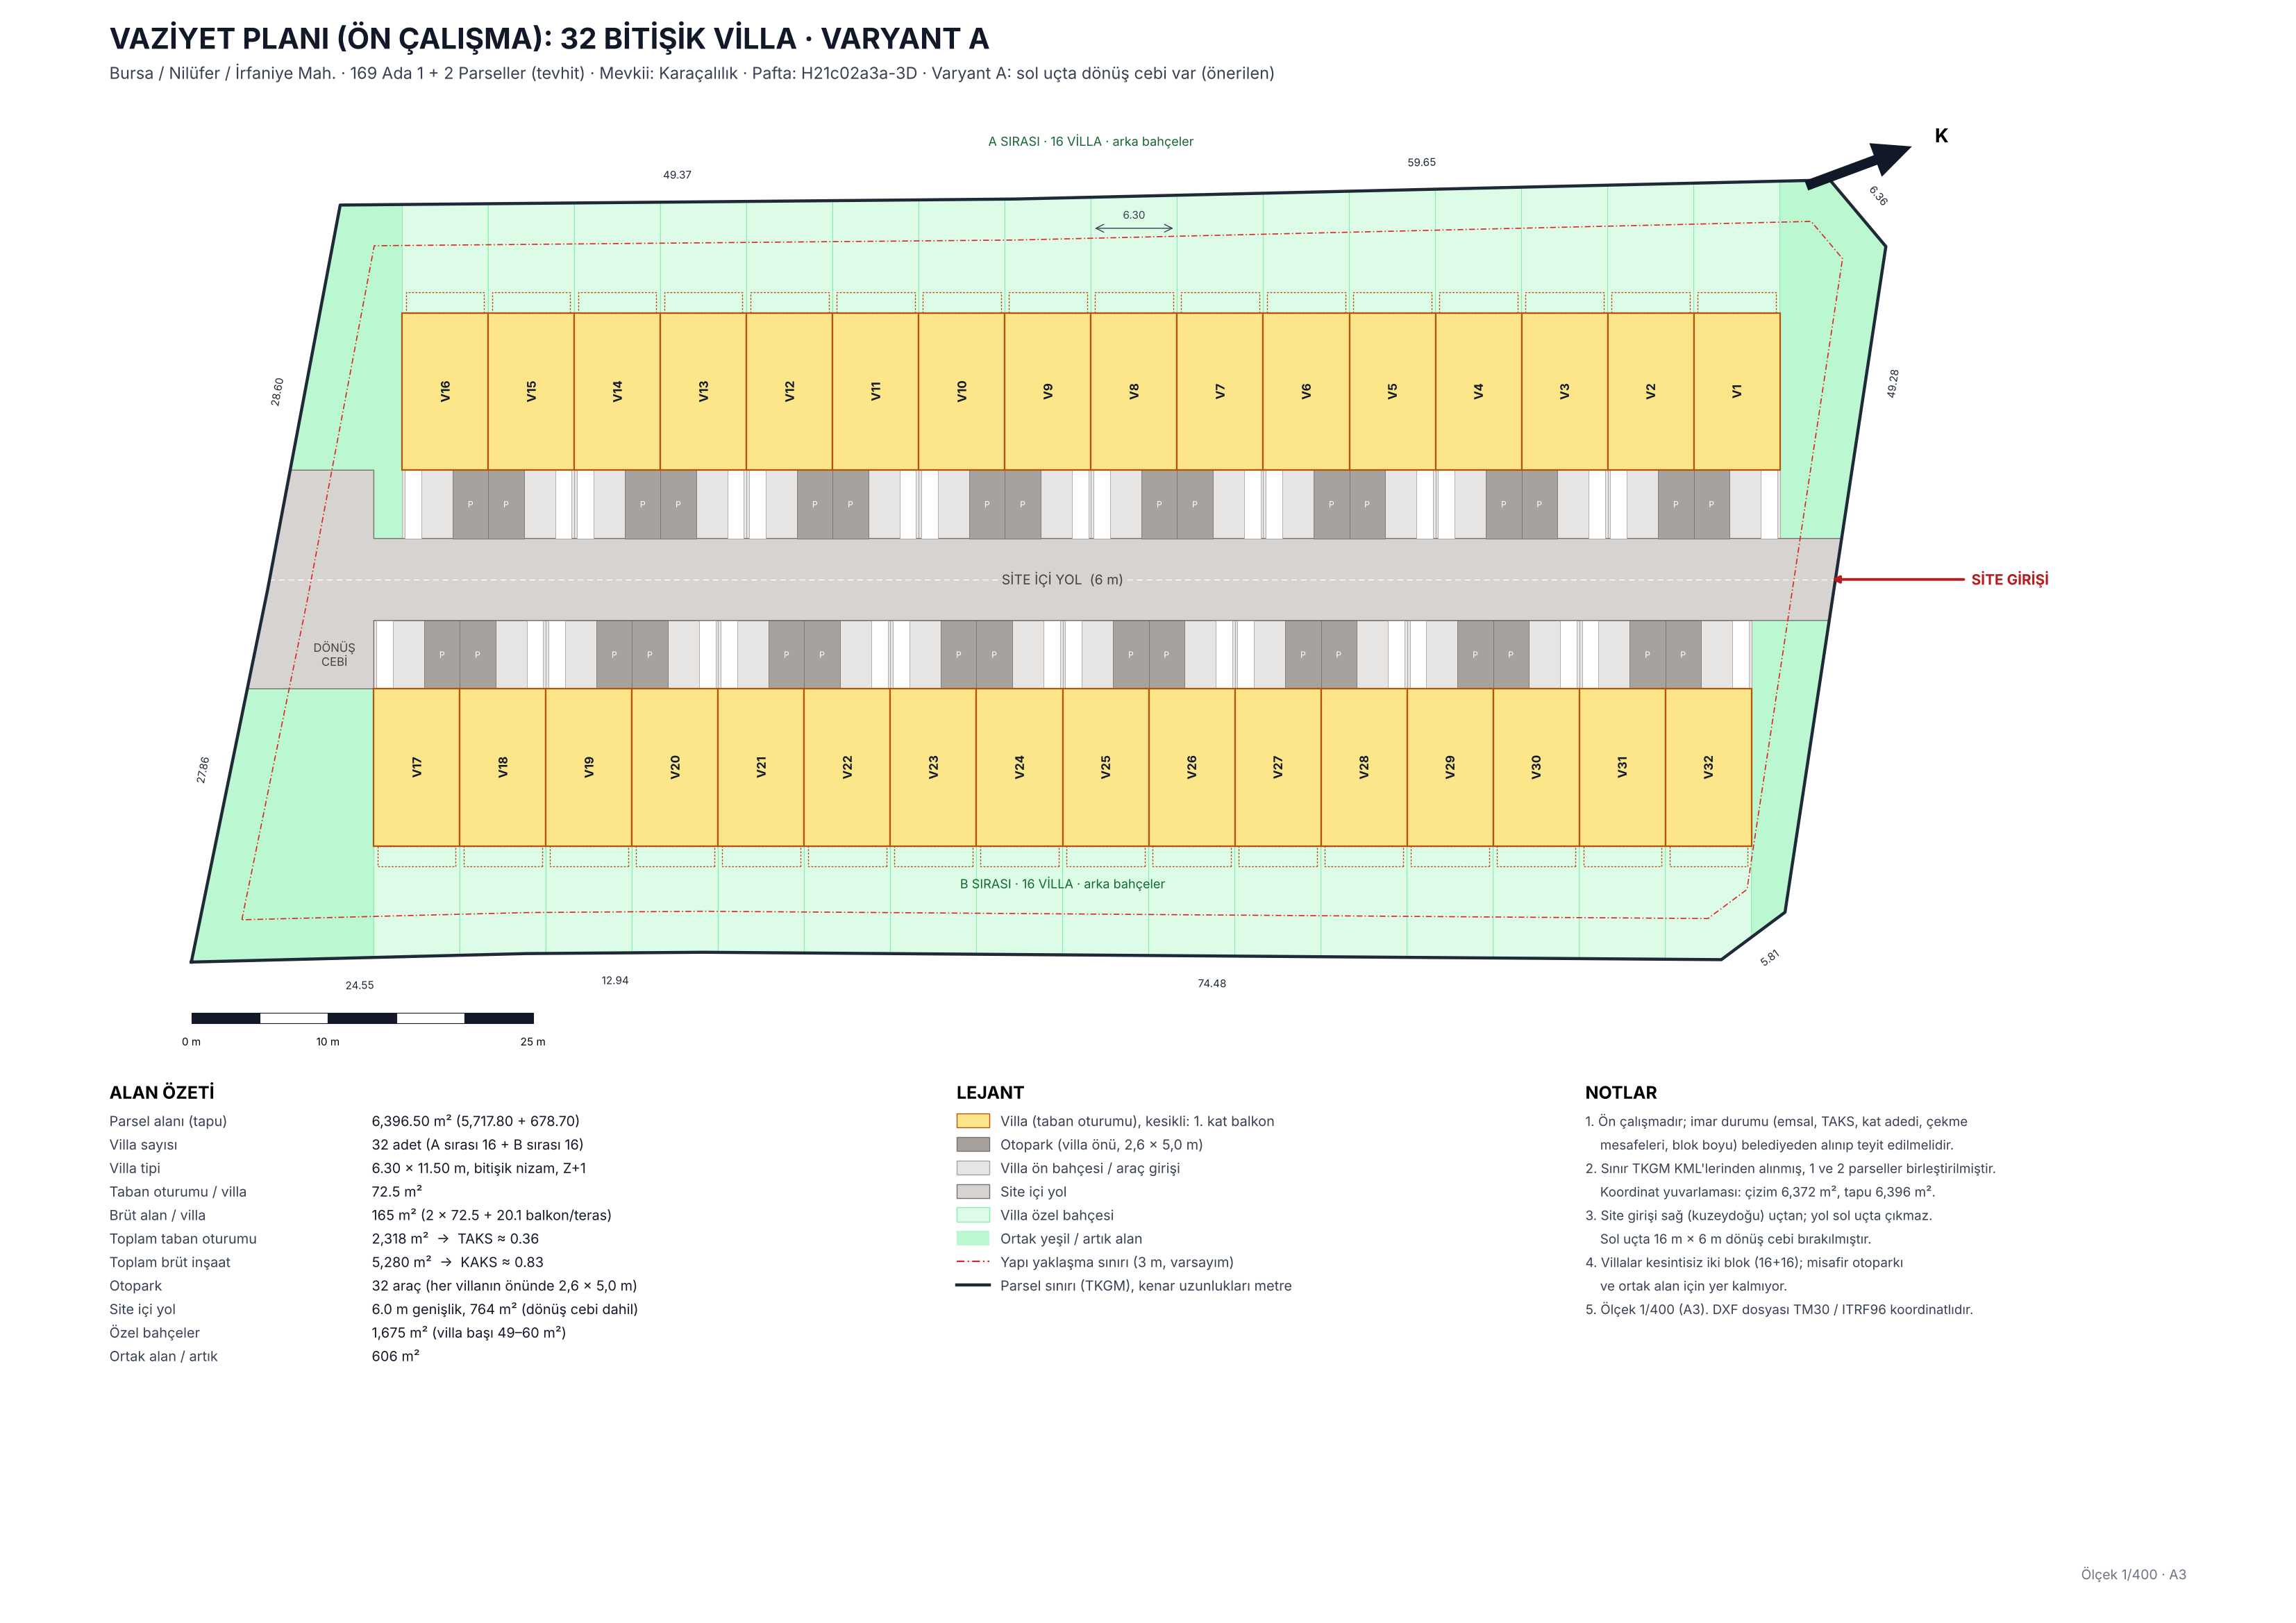 VAZİYET PLANI (ÖN ÇALIŞMA): 32 BİTİŞİK VİLLA · VARYANT A
Bursa / Nilüfer / İrfaniye Mah. · 169 Ada 1 + 2 Parseller (tevhit) · Mevkii: Karaçalılık · Pafta: H21c02a3a-3D · Varyant A: sol uçta dönüş cebi var (önerilen)
K
A SIRASI · 16 VİLLA · arka bahçeler
59.65
49.37
6.36
6.30
28.60
49.28
V16 V15 V14 V13 V12 V11 V10 V9 V8 V7 V6 V5 V4 V3 V2 V1
P P P P P P P P P P P P P P P P
SİTE İÇİ YOL (6 m)
SİTE GİRİŞİ
DÖNÜŞ
CEBİ
P P P P P P P P P P P P P P P P
27.86
V17 V18 V19 V20 V21 V22 V23 V24 V25 V26 V27 V28 V29 V30 V31 V32
B SIRASI · 16 VİLLA · arka bahçeler
5.81
24.55
12.94
74.48
0 m
10 m
25 m
ALAN ÖZETİ
Parsel alanı (tapu) 6,396.50 m² (5,717.80 + 678.70)
Villa sayısı 32 adet (A sırası 16 + B sırası 16)
Villa tipi 6.30 × 11.50 m, bitişik nizam, Z+1
Taban oturumu / villa 72.5 m²
Brüt alan / villa 165 m² (2 × 72.5 + 20.1 balkon/teras)
Toplam taban oturumu 2,318 m² → TAKS ≈ 0.36
Toplam brüt inşaat 5,280 m² → KAKS ≈ 0.83
Otopark 32 araç (her villanın önünde 2,6 × 5,0 m)
Site içi yol 6.0 m genişlik, 764 m² (dönüş cebi dahil)
Özel bahçeler 1,675 m² (villa başı 49–60 m²)
Ortak alan / artık 606 m²
LEJANT
Villa (taban oturumu), kesikli: 1. kat balkon
Otopark (villa önü, 2,6 × 5,0 m)
Villa ön bahçesi / araç girişi
Site içi yol
Villa özel bahçesi
Ortak yeşil / artık alan
Yapı yaklaşma sınırı (3 m, varsayım)
Parsel sınırı (TKGM), kenar uzunlukları metre
NOTLAR
1. Ön çalışmadır; imar durumu (emsal, TAKS, kat adedi, çekme
mesafeleri, blok boyu) belediyeden alınıp teyit edilmelidir.
2. Sınır TKGM KML'lerinden alınmış, 1 ve 2 parseller birleştirilmiştir.
Koordinat yuvarlaması: çizim 6,372 m², tapu 6,396 m².
3. Site girişi sağ (kuzeydoğu) uçtan; yol sol uçta çıkmaz.
Sol uçta 16 m × 6 m dönüş cebi bırakılmıştır.
4. Villalar kesintisiz iki blok (16+16); misafir otoparkı
ve ortak alan için yer kalmıyor.
5. Ölçek 1/400 (A3). DXF dosyası TM30 / ITRF96 koordinatlıdır.
Ölçek 1/400 · A3